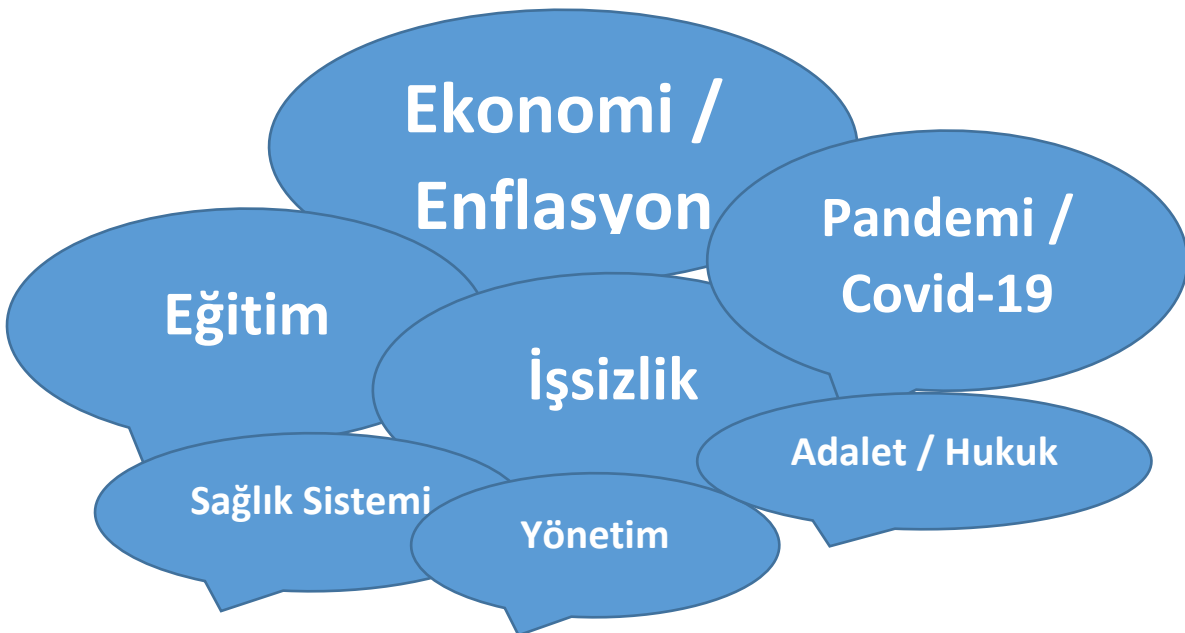 Ekonomi /
Enflasyon
Pandemi /
Covid-19
Eğitim
İşsizlik
Adalet / Hukuk
Sağlık Sistemi
Yönetim